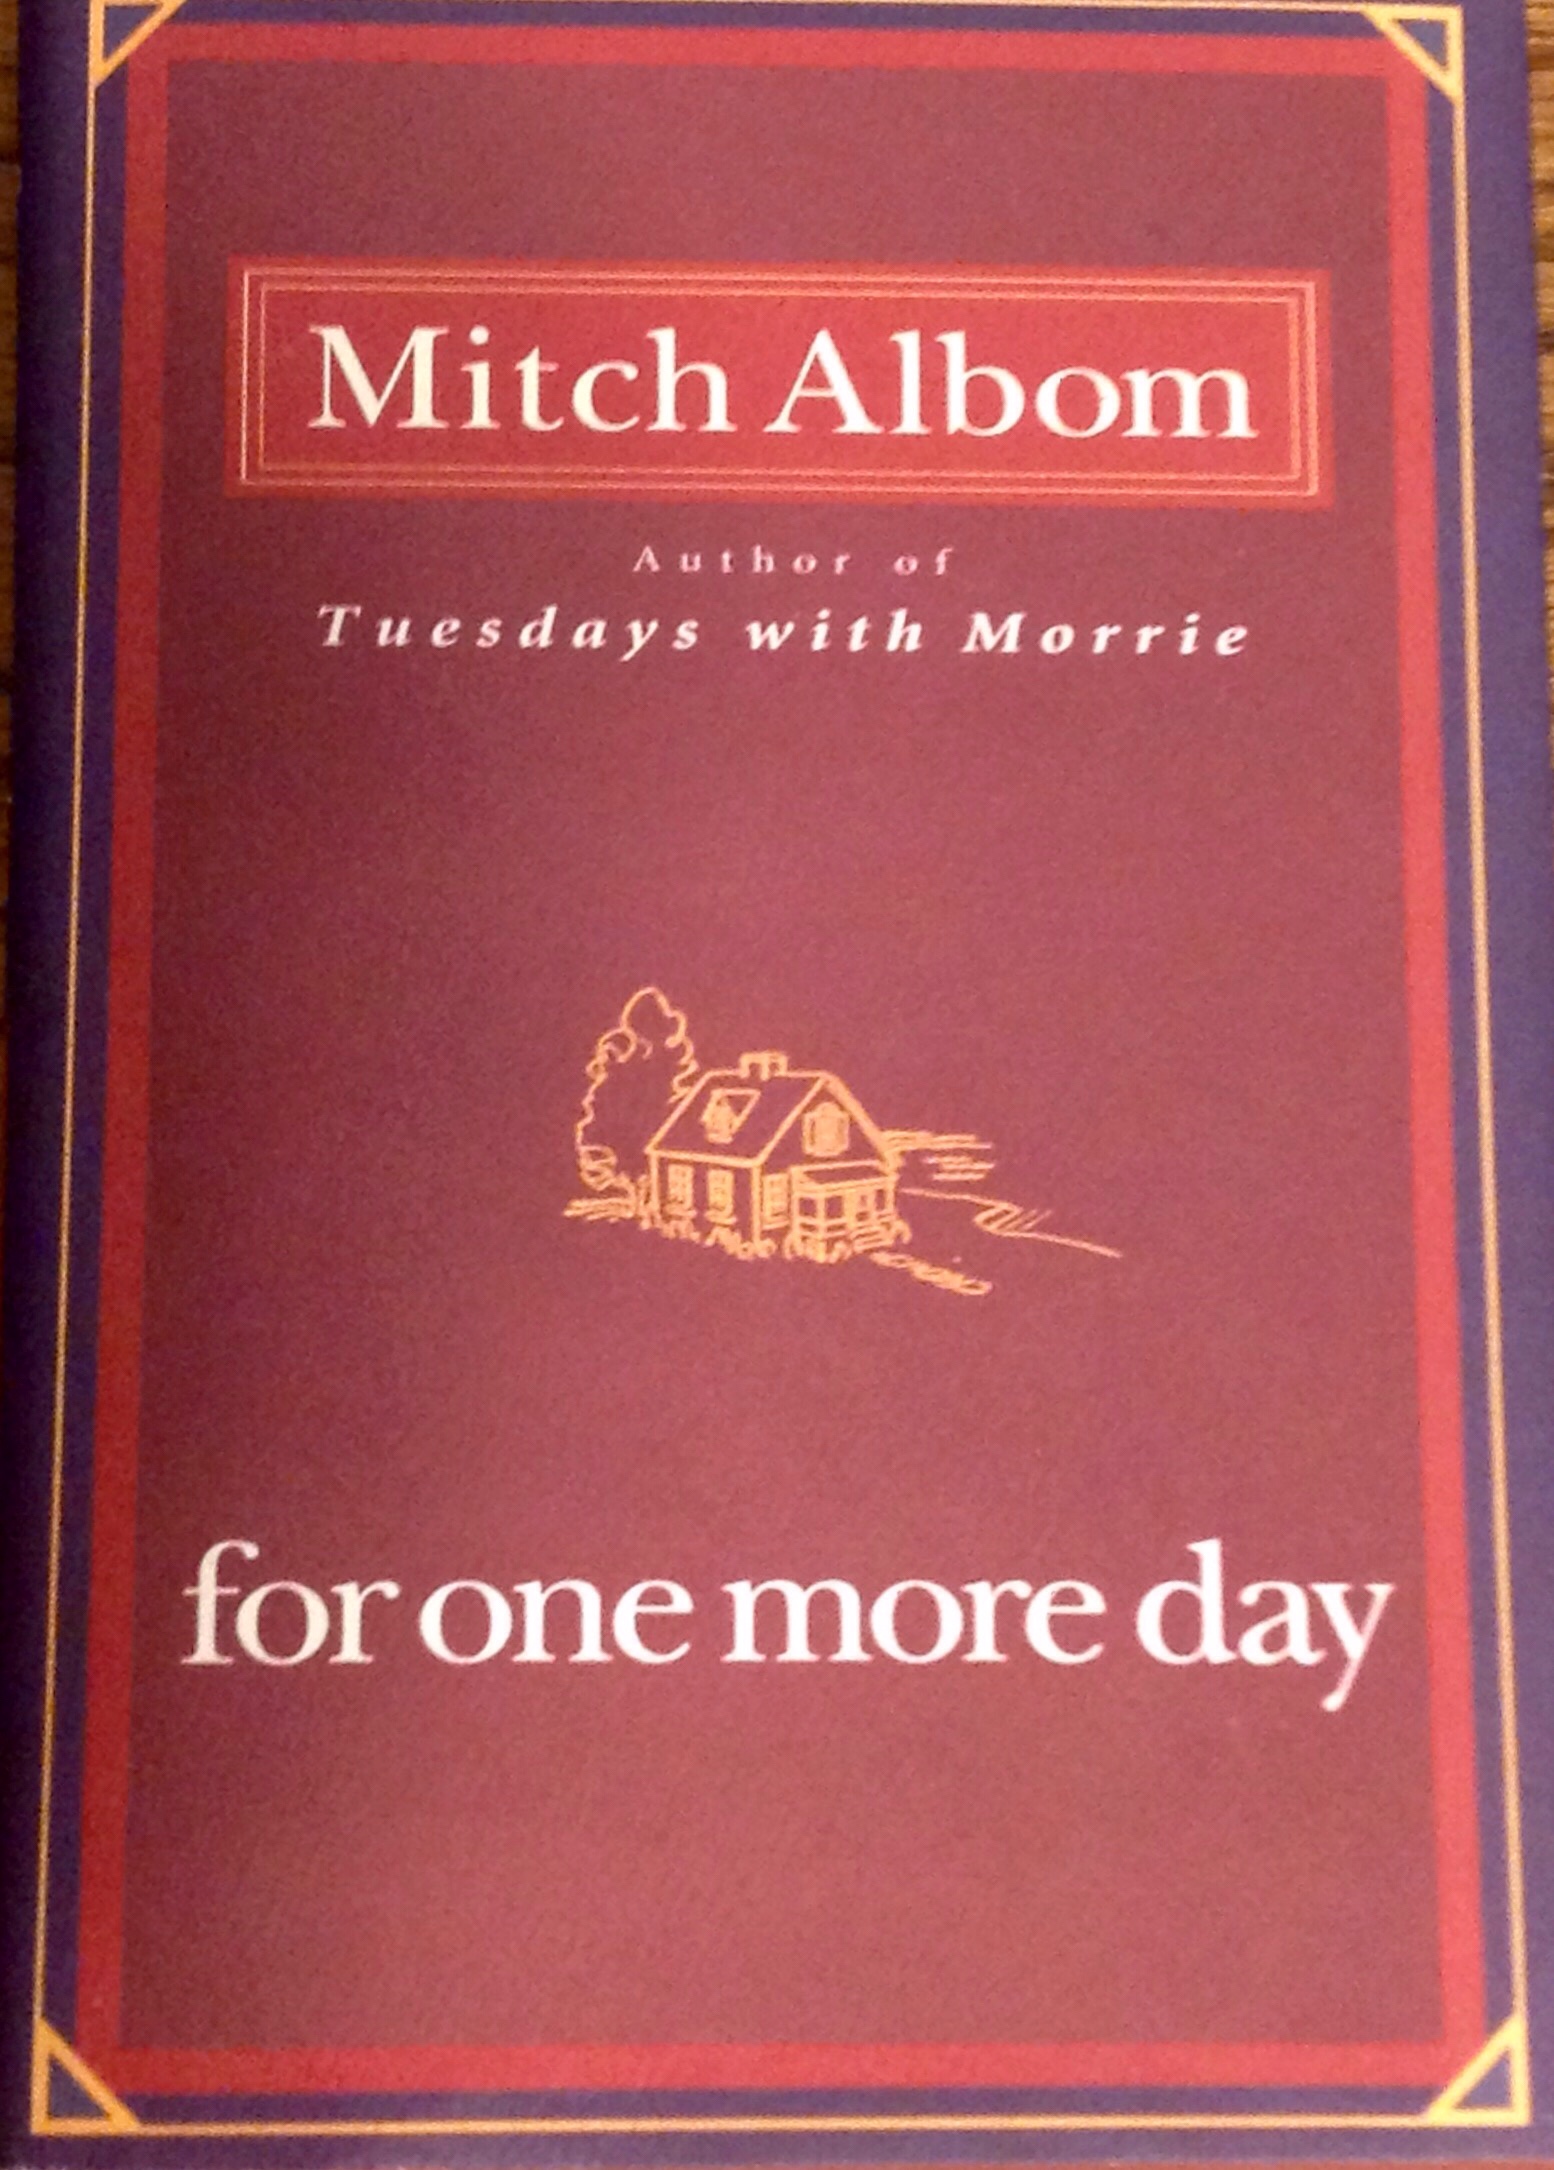 Mitch Albom
Author of
Tuesdays with Morrie
for one more day